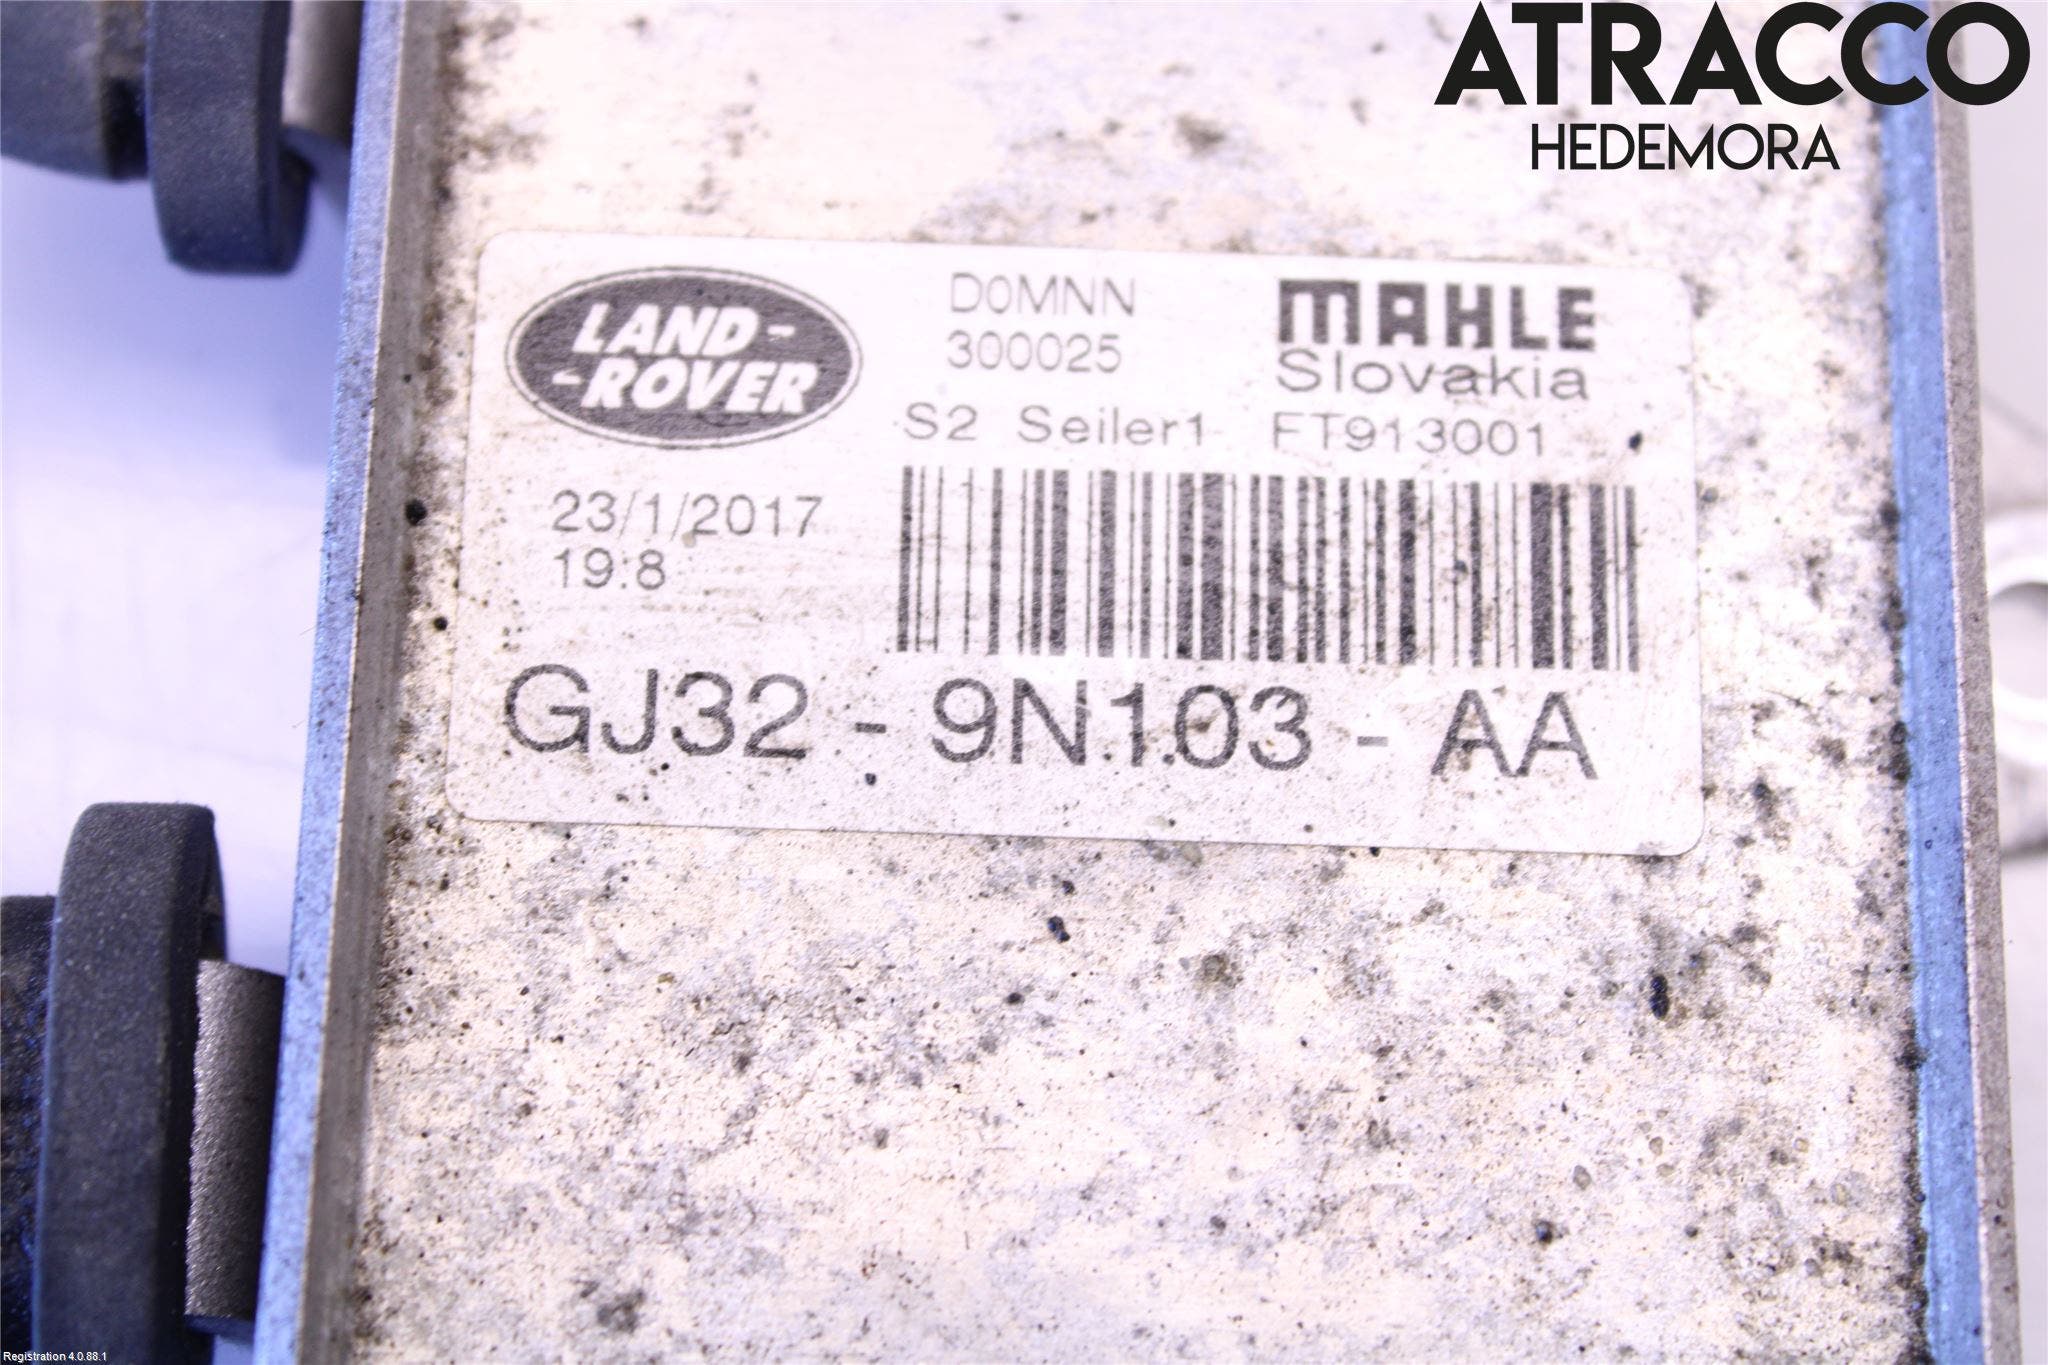 ATRACCO
HEDEMORA
LAND-
-ROVER
D0MNN
300025
MAHLE
Slovakia
S2 Seiler1 FT913001
23/1/2017
19:8
GJ32 - 9N103 - AA
Registration 4.0.88.1